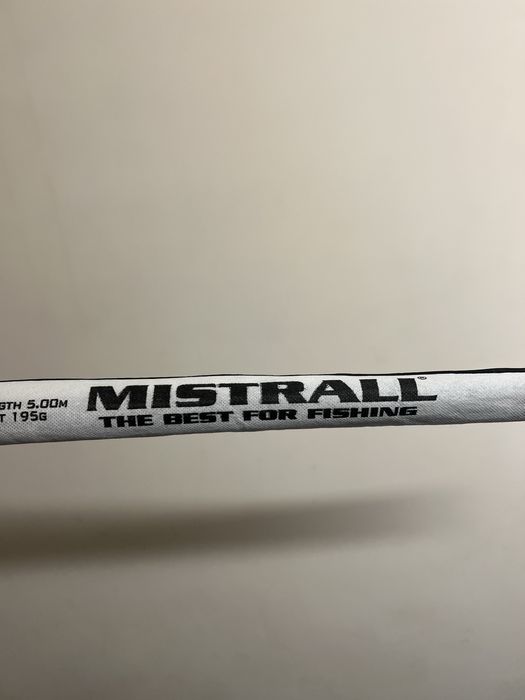 GTH 5.00M
T 195G
MISTRALL®
THE BEST FOR FISHING